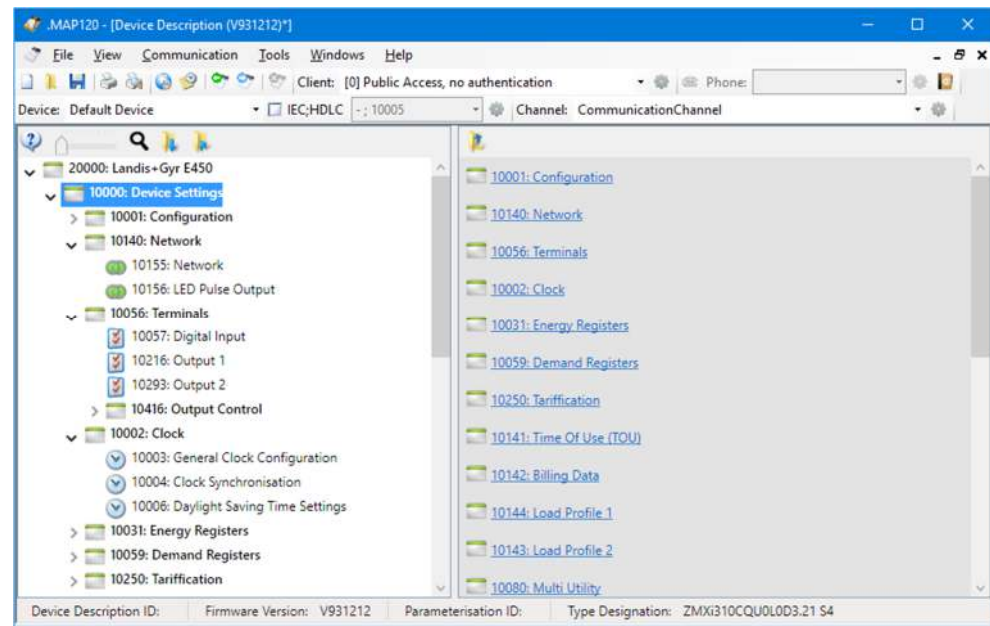 .MAP120 - [Device Description (V931212)*]
File View Communication Tools Windows Help
Client: [0] Public Access, no authentication Phone:
Device: Default Device IEC;HDLC - ; 10005 Channel: CommunicationChannel
20000: Landis+Gyr E450
10000: Device Settings
10001: Configuration
10140: Network
10155: Network
10156: LED Pulse Output
10056: Terminals
10057: Digital Input
10216: Output 1
10293: Output 2
10416: Output Control
10002: Clock
10003: General Clock Configuration
10004: Clock Synchronisation
10006: Daylight Saving Time Settings
10031: Energy Registers
10059: Demand Registers
10250: Tariffication
10001: Configuration
10140: Network
10056: Terminals
10002: Clock
10031: Energy Registers
10059: Demand Registers
10250: Tariffication
10141: Time Of Use (TOU)
10142: Billing Data
10144: Load Profile 1
10143: Load Profile 2
10080: Multi Utility
Device Description ID: Firmware Version: V931212 Parameterisation ID: Type Designation: ZMXi310CQU0L0D3.21 S4